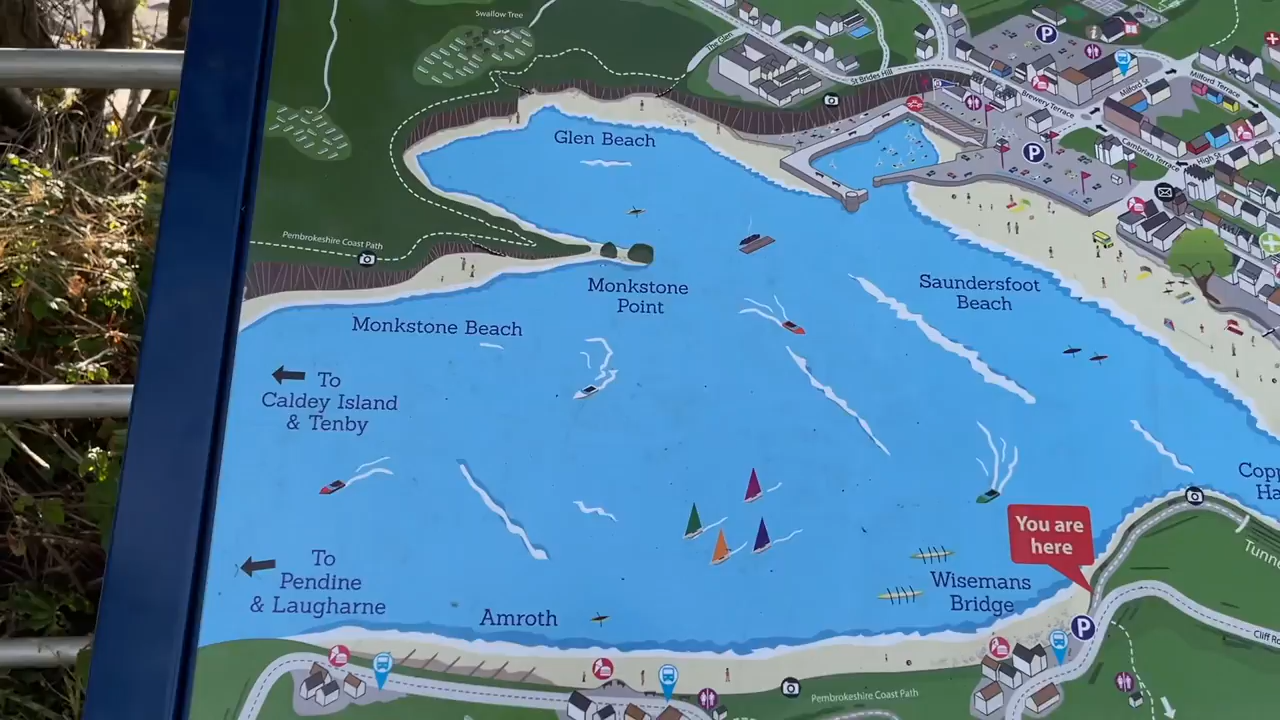 Swallow Tree
The Glen
St Brides Hill
P
i
Milford St
Milford Terrace
Brewery Terrace
P
Cambrian Terrace
High St
Glen Beach
Pembrokeshire Coast Path
Monkstone
Point
Saundersfoot
Beach
Monkstone Beach
To
Caldey Island
& Tenby
You are
here
To
Pendine
& Laugharne
Wisemans
Bridge
Amroth
P
Pembrokeshire Coast Path